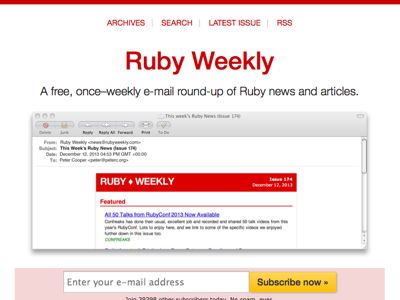 ARCHIVES | SEARCH | LATEST ISSUE | RSS
Ruby Weekly
A free, once–weekly e-mail round-up of Ruby news and articles.
This week's Ruby News (Issue 174)
Delete Junk Reply Reply All Forward Print To Do
From: Ruby Weekly <news@rubyweekly.com>
Subject: This week's Ruby News (Issue 174)
Date: December 12, 2013 04:53 PM GMT+00:00
To: Peter Cooper <peter@peterc.org>
RUBY ♦ WEEKLY
Issue 174
December 12, 2013
Featured
All 50 Talks from RubyConf 2013 Now Available
Confreaks has done their usual, excellent job and recorded and shared 50 talk videos from this
year's RubyConf. Lots to enjoy here, and we link to some of the specific videos we enjoyed
further down in this issue too.
CONFREAKS
Enter your e-mail address
Subscribe now »
Join 29298 other subscribers today. No spam, ever.